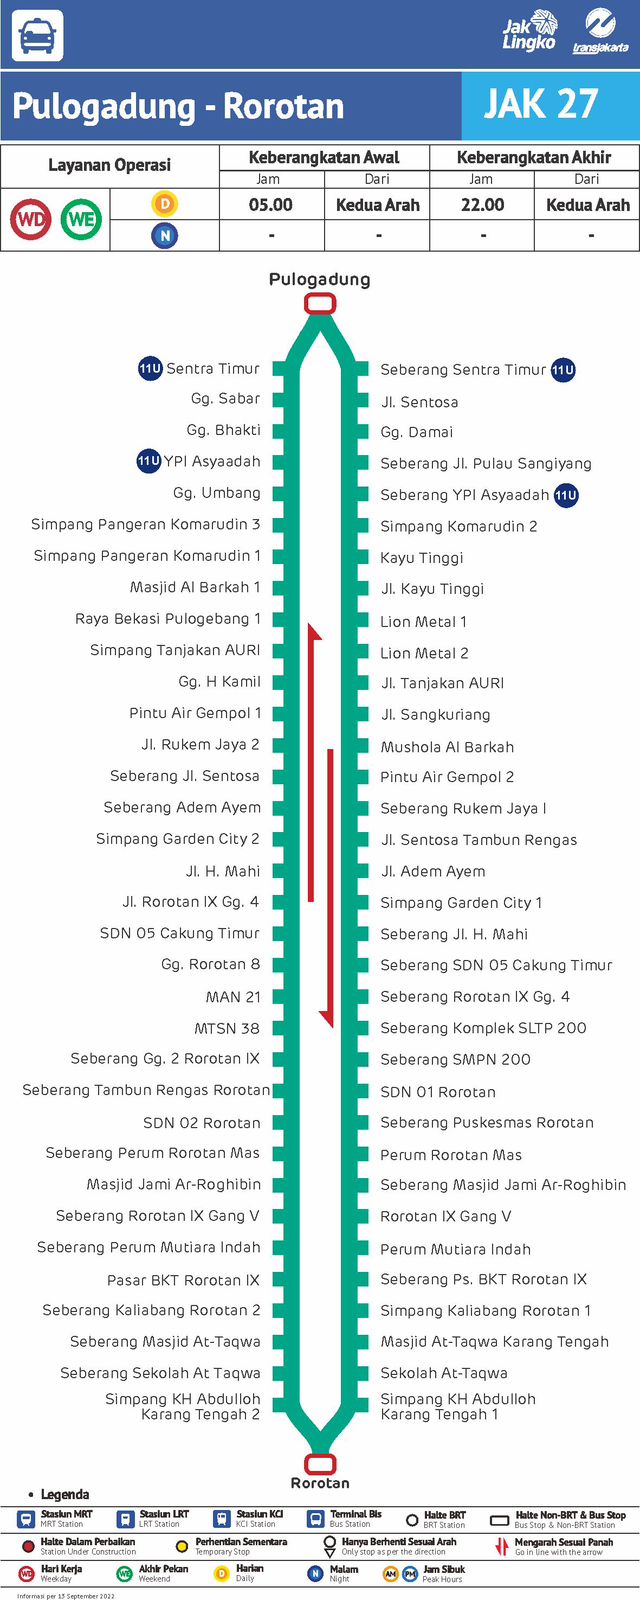 Jak
Lingko
transjakarta
Pulogadung - Rorotan
JAK 27
Layanan Operasi
Keberangkatan Awal
Keberangkatan Akhir
Jam
Dari
Jam
Dari
WD
WE
D
05.00
Kedua Arah
22.00
Kedua Arah
N
-
-
-
-
Pulogadung
11U Sentra Timur
Gg. Sabar
Gg. Bhakti
11U YPI Asyaadah
Gg. Umbang
Simpang Pangeran Komarudin 3
Simpang Pangeran Komarudin 1
Masjid Al Barkah 1
Raya Bekasi Pulogebang 1
Simpang Tanjakan AURI
Gg. H Kamil
Pintu Air Gempol 1
Jl. Rukem Jaya 2
Seberang Jl. Sentosa
Seberang Adem Ayem
Simpang Garden City 2
Jl. H. Mahi
Jl. Rorotan IX Gg. 4
SDN 05 Cakung Timur
Gg. Rorotan 8
MAN 21
MTSN 38
Seberang Gg. 2 Rorotan IX
Seberang Tambun Rengas Rorotan
SDN 02 Rorotan
Seberang Perum Rorotan Mas
Masjid Jami Ar-Roghibin
Seberang Rorotan IX Gang V
Seberang Perum Mutiara Indah
Pasar BKT Rorotan IX
Seberang Kaliabang Rorotan 2
Seberang Masjid At-Taqwa
Seberang Sekolah At Taqwa
Simpang KH Abdulloh
Karang Tengah 2
Seberang Sentra Timur 11U
Jl. Sentosa
Gg. Damai
Seberang Jl. Pulau Sangiyang
Seberang YPI Asyaadah 11U
Simpang Komarudin 2
Kayu Tinggi
Jl. Kayu Tinggi
Lion Metal 1
Lion Metal 2
Jl. Tanjakan AURI
Jl. Sangkuriang
Mushola Al Barkah
Pintu Air Gempol 2
Seberang Rukem Jaya I
Jl. Sentosa Tambun Rengas
Jl. Adem Ayem
Simpang Garden City 1
Seberang Jl. H. Mahi
Seberang SDN 05 Cakung Timur
Seberang Rorotan IX Gg. 4
Seberang Komplek SLTP 200
Seberang SMPN 200
SDN 01 Rorotan
Seberang Puskesmas Rorotan
Perum Rorotan Mas
Seberang Masjid Jami Ar-Roghibin
Rorotan IX Gang V
Perum Mutiara Indah
Seberang Ps. BKT Rorotan IX
Simpang Kaliabang Rorotan 1
Masjid At-Taqwa Karang Tengah
Sekolah At-Taqwa
Simpang KH Abdulloh
Karang Tengah 1
Rorotan
• Legenda
Stasiun MRT
MRT Station
Stasiun LRT
LRT Station
Stasiun KCI
KCI Station
Terminal Bis
Bus Station
Halte BRT
BRT Station
Halte Non-BRT & Bus Stop
Bus Stop & Non-BRT Station
Halte Dalam Perbaikan
Station Under Construction
Perhentian Sementara
Temporary Stop
Hanya Berhenti Sesuai Arah
Only stop as per the direction
Mengarah Sesuai Panah
Go in line with the arrow
WD
Hari Kerja
Weekday
WE
Akhir Pekan
Weekend
D
Harian
Daily
N
Malam
Night
AM PM
Jam Sibuk
Peak Hours
Informasi per 13 September 2022